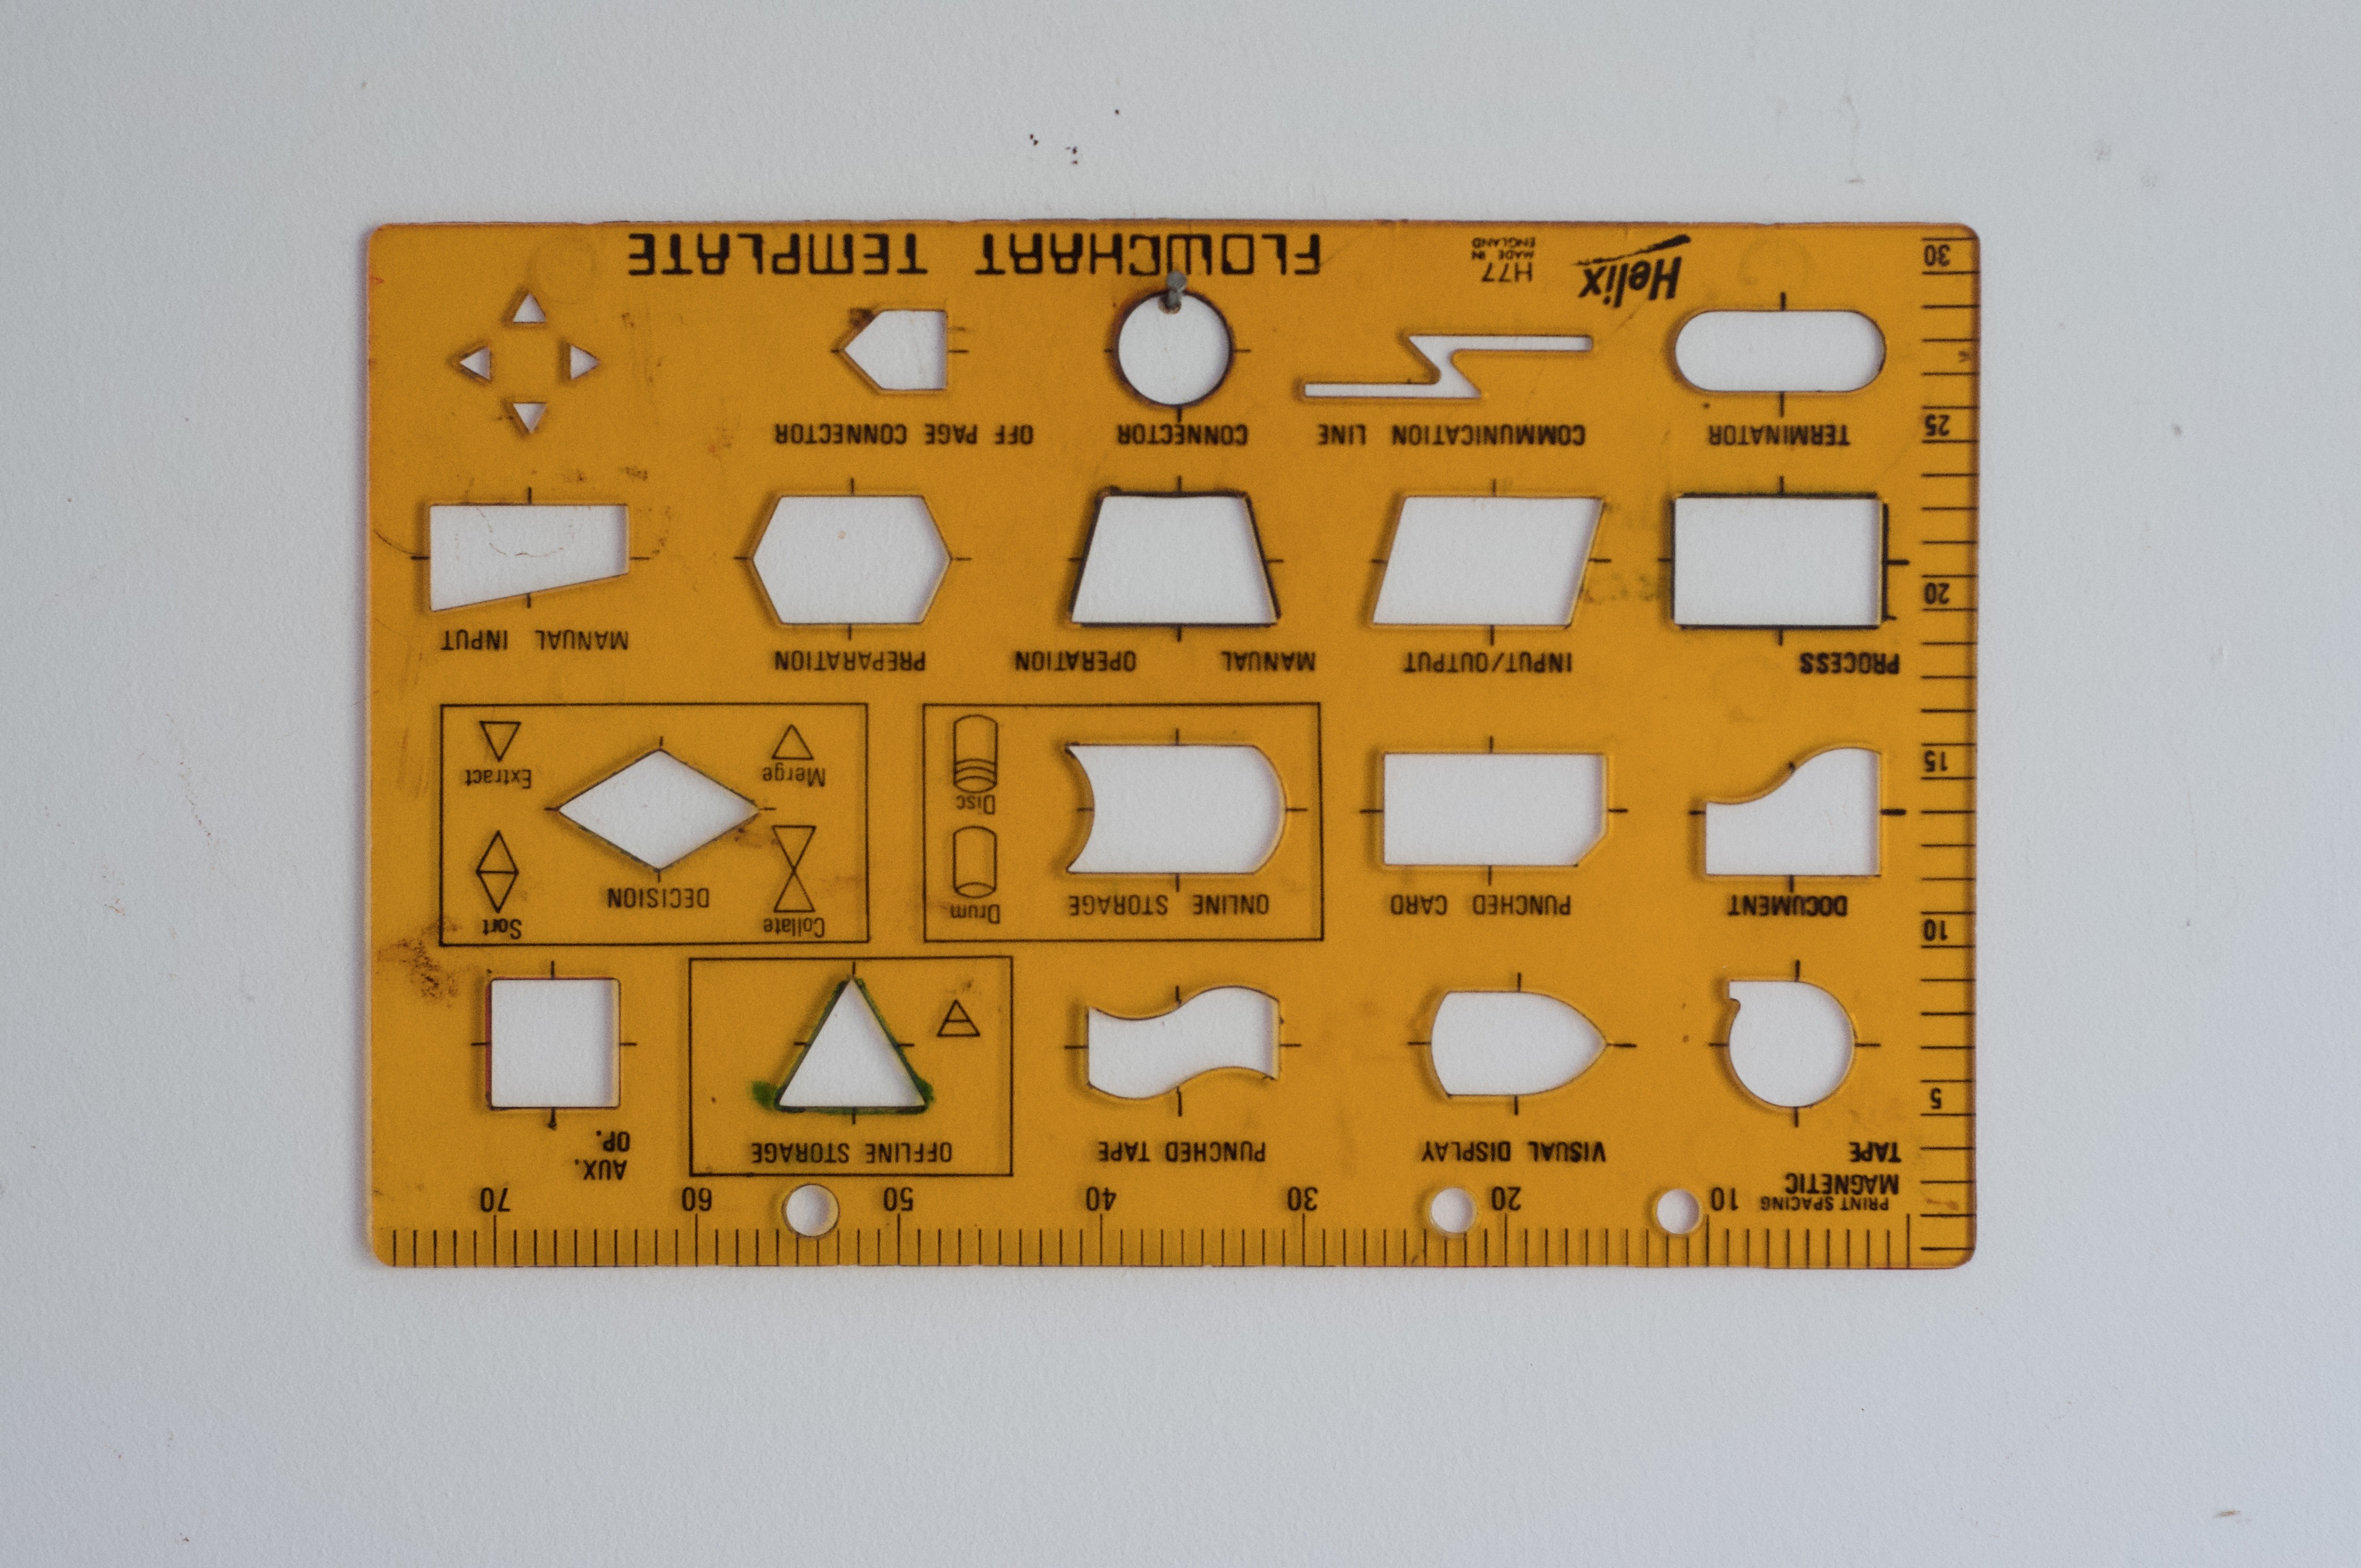 PRINT SPACING 10 20 30 40 50 60 70
MAGNETIC
TAPE
VISUAL DISPLAY
PUNCHED TAPE
OFFLINE STORAGE
AUX.
OP.
5
10
DOCUMENT
PUNCHED CARD
ONLINE STORAGE
Drum
Disc
Collate
DECISION
Sort
Merge
Extract
15
PROCESS
INPUT/OUTPUT
MANUAL OPERATION
PREPARATION
MANUAL INPUT
20
25
TERMINATOR
COMMUNICATION LINE
CONNECTOR
OFF PAGE CONNECTOR
30
Helix
H77
MADE IN
ENGLAND
FLOWCHART TEMPLATE